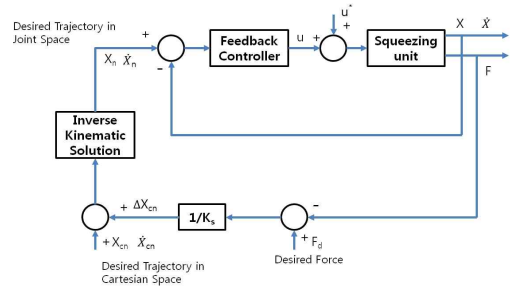 Desired Trajectory in
Joint Space
+
Xₙ Ẋₙ
-
Feedback
Controller
u
+
u*
+
Squeezing
unit
X Ẋ
F
Inverse
Kinematic
Solution
+ ΔXcn
1/Ks
-
+ Xcn Ẋcn
+ Fd
Desired Trajectory in
Cartesian Space
Desired Force